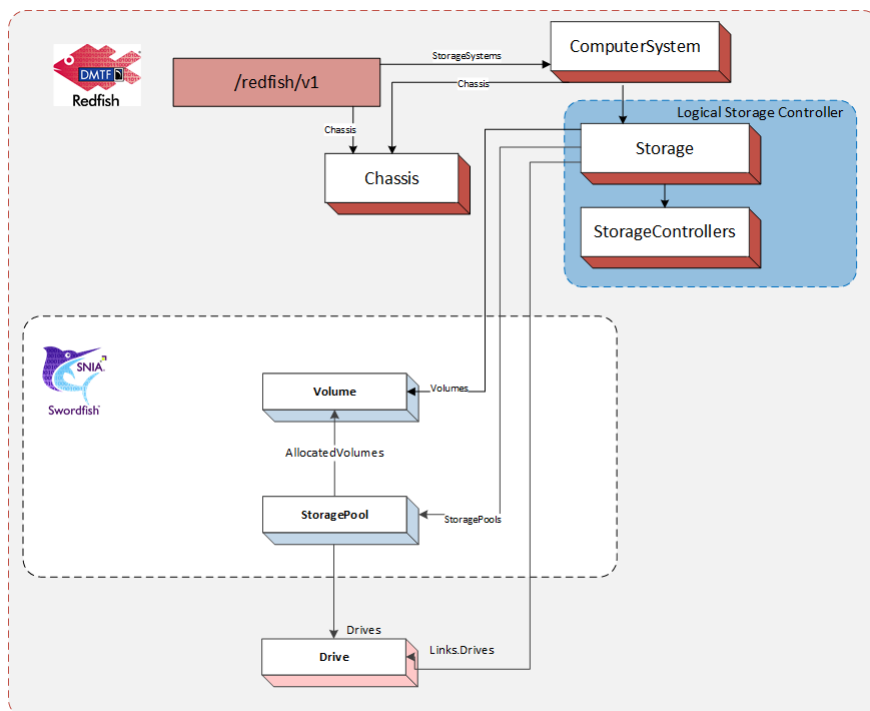 ComputerSystem
StorageSystems
DMTF
Redfish
/redfish/v1
Chassis
Chassis
Logical Storage Controller
Storage
Chassis
StorageControllers
SNIA
Swordfish
Volume
Volumes
AllocatedVolumes
StoragePool
StoragePools
Drives
Drive
Links.Drives